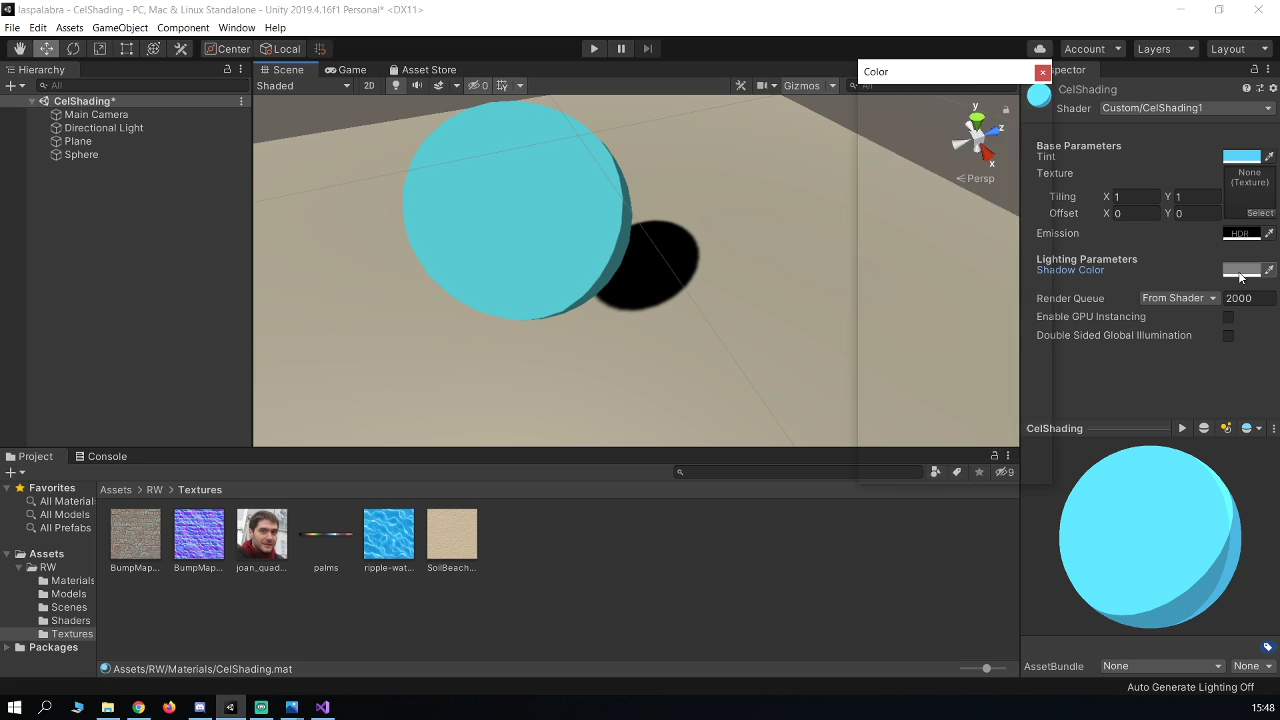 laspalabra - CelShading - PC, Mac & Linux Standalone - Unity 2019.4.16f1 Personal* <DX11>
File Edit Assets GameObject Component Window Help
Center Local Account Layers Layout
Hierarchy
All
CelShading*
Main Camera
Directional Light
Plane
Sphere
Scene Game Asset Store
Shaded 2D 0 Gizmos All
y
z
x
Persp
Color
spector
CelShading
Shader Custom/CelShading1
Base Parameters
Tint
Texture
None
(Texture)
Tiling X 1 Y 1
Offset X 0 Y 0
Select
Emission HDR
Lighting Parameters
Shadow Color
Render Queue From Shader 2000
Enable GPU Instancing
Double Sided Global Illumination
CelShading
Project Console
9
Favorites
All Material
All Models
All Prefabs
Assets
RW
Materials
Models
Scenes
Shaders
Textures
Packages
Assets > RW > Textures
BumpMap... BumpMap... joan_quad... palms ripple-wat... SoilBeach...
Assets/RW/Materials/CelShading.mat
AssetBundle None None
Auto Generate Lighting Off
15:48